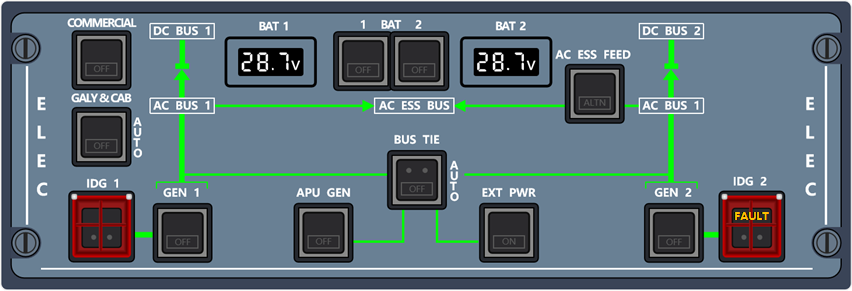 COMMERCIAL
DC BUS 1
BAT 1
1 BAT 2
BAT 2
DC BUS 2
OFF
28.7v
OFF
OFF
28.7v
AC ESS FEED
GALY & CAB
AC BUS 1
AC ESS BUS
ALTN
AC BUS 1
OFF
AUTO
BUS TIE
OFF
AUTO
ELEC
ELEC
IDG 1
GEN 1
APU GEN
EXT PWR
GEN 2
IDG 2
FAULT
OFF
OFF
ON
OFF